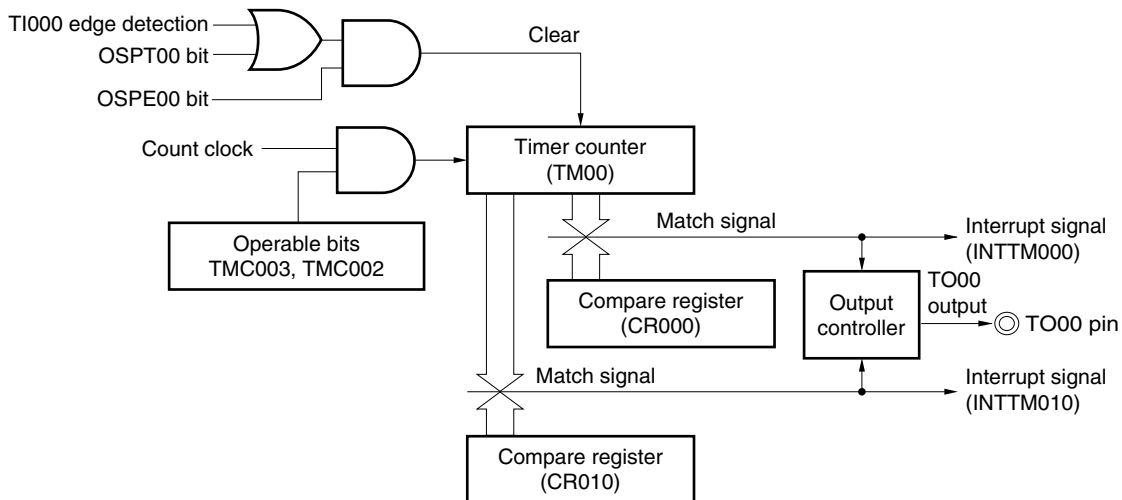 TI000 edge detection
OSPT00 bit
OSPE00 bit
Clear
Count clock
Timer counter
(TM00)
Operable bits
TMC003, TMC002
Match signal
Interrupt signal
(INTTM000)
Compare register
(CR000)
Output
controller
TO00
output
TO00 pin
Match signal
Interrupt signal
(INTTM010)
Compare register
(CR010)